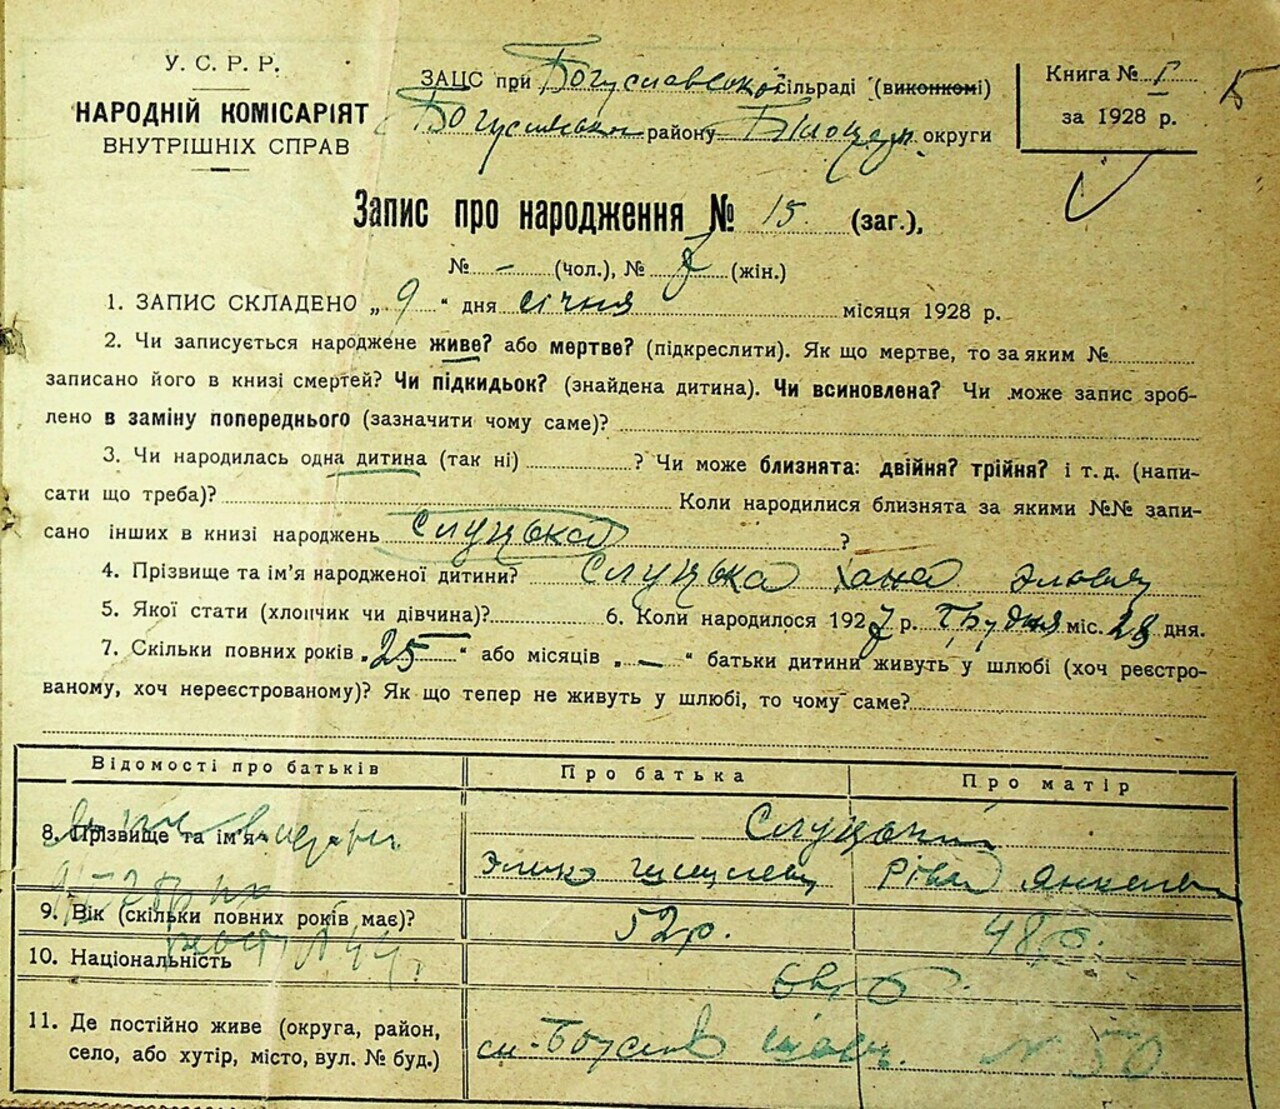 У. С. Р. Р.
НАРОДНІЙ КОМІСАРІЯТ
ВНУТРІШНІХ СПРАВ
ЗАЦС при Богуславсько сільраді (виконкомі)
району округи
Книга № I
за 1928 р.
Запис про народження № 15 (заг.),
№ - (чол.), № 7 (жін.)
1. ЗАПИС СКЛАДЕНО „ 9 “ дня січня місяця 1928 р.
2. Чи записується народжене живе? або мертве? (підкреслити). Як що мертве, то за яким №
записано його в книзі смертей? Чи підкидьок? (знайдена дитина). Чи всиновлена? Чи може запис зроб-
лено в заміну попереднього (зазначити чому саме)?
3. Чи народилась одна дитина (так ні) ? Чи може близнята: двійня? трійня? і т. д. (напи-
сати що треба)? Коли народилися близнята за якими №№ запи-
сано інших в книзі народжень Слуцька ?
4. Прізвище та ім’я народженої дитини? Слуцька Хана
5. Якої стати (хлопчик чи дівчина)? 6. Коли народилося 1927 р. Грудня міс. 28 дня.
7. Скільки повних років „ 25 “ або місяців „ — “ батьки дитини живуть у шлюбі (хоч реєстро-
ваному, хоч нереєстрованому)? Як що тепер не живуть у шлюбі, то чому саме?
Відомості про батьків Про батька Про матір
8. Прізвище та ім’я
9. Вік (скільки повних років має)? 52 р. 48 р.
10. Національність
11. Де постійно живе (округа, район,
село, або хутір, місто, вул. № буд.) № 50